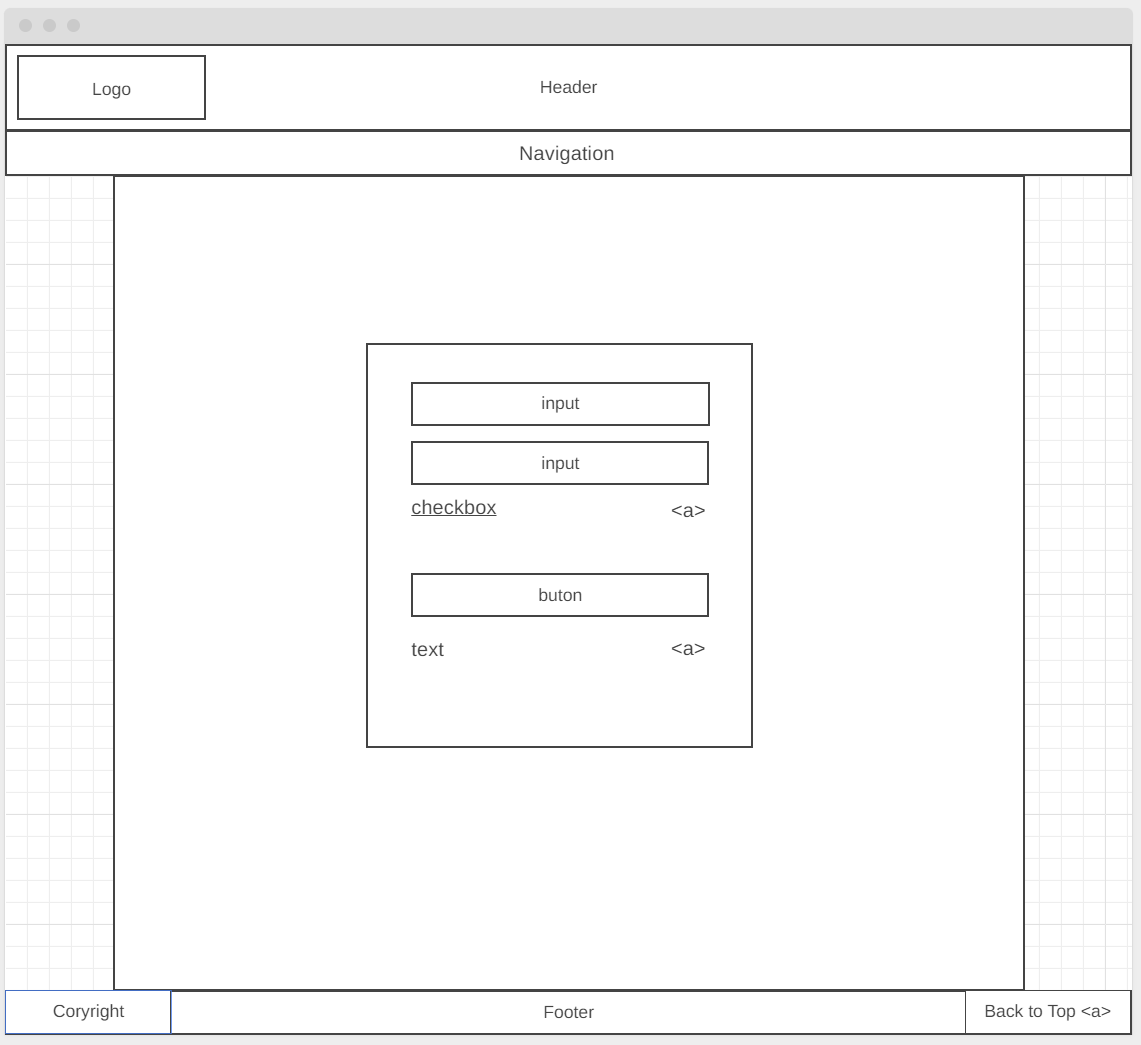 Logo
Header
Navigation
input
input
checkbox <a>
buton
text <a>
Coryright Footer Back to Top <a>